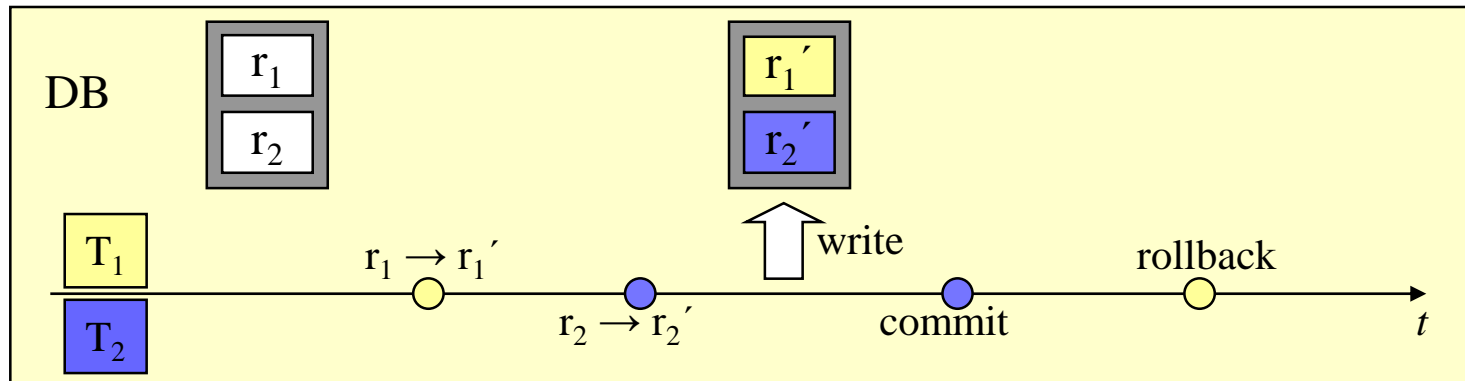 r₁
r₂
DB
r₁´
r₂´
T₁
T₂
r₁ → r₁´
r₂ → r₂´
write
commit
rollback
t